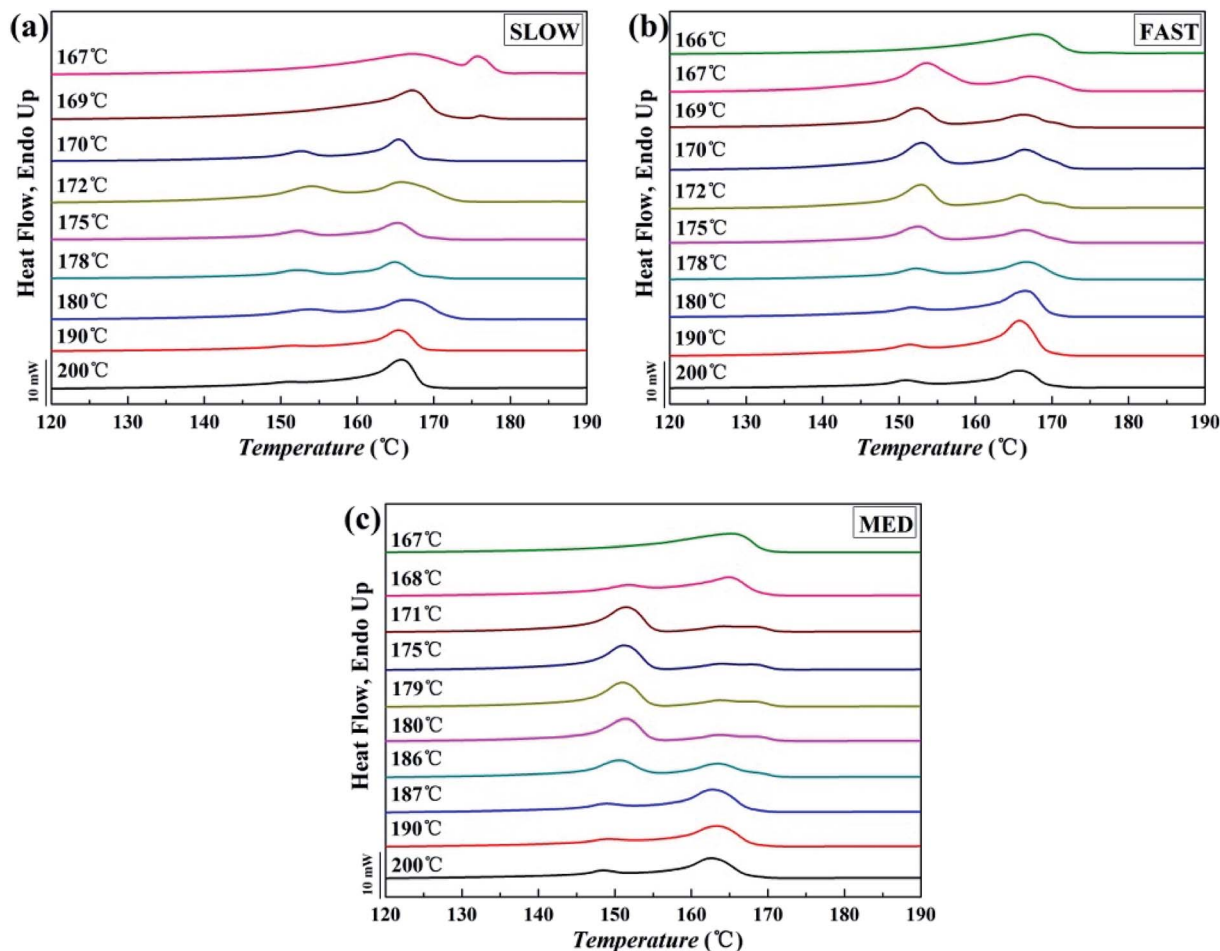 (a)
SLOW
Heat Flow, Endo Up
167℃
169℃
170℃
172℃
175℃
178℃
180℃
190℃
200℃
10 mW
120 130 140 150 160 170 180 190
Temperature (℃)
(b)
FAST
Heat Flow, Endo Up
166℃
167℃
169℃
170℃
172℃
175℃
178℃
180℃
190℃
200℃
10 mW
120 130 140 150 160 170 180 190
Temperature (℃)
(c)
MED
Heat Flow, Endo Up
167℃
168℃
171℃
175℃
179℃
180℃
186℃
187℃
190℃
200℃
10 mW
120 130 140 150 160 170 180 190
Temperature (℃)